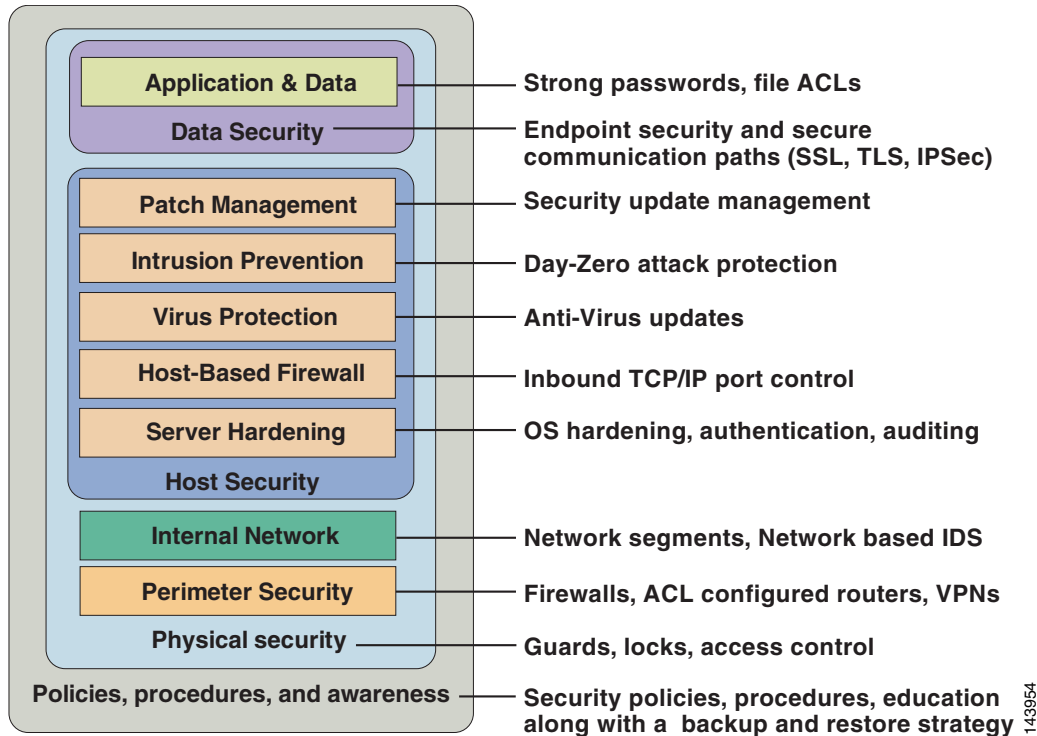 Application & Data
Strong passwords, file ACLs
Data Security
Endpoint security and secure
communication paths (SSL, TLS, IPSec)
Patch Management
Security update management
Intrusion Prevention
Day-Zero attack protection
Virus Protection
Anti-Virus updates
Host-Based Firewall
Inbound TCP/IP port control
Server Hardening
OS hardening, authentication, auditing
Host Security
Internal Network
Network segments, Network based IDS
Perimeter Security
Firewalls, ACL configured routers, VPNs
Physical security
Guards, locks, access control
Policies, procedures, and awareness
Security policies, procedures, education
along with a backup and restore strategy
143954